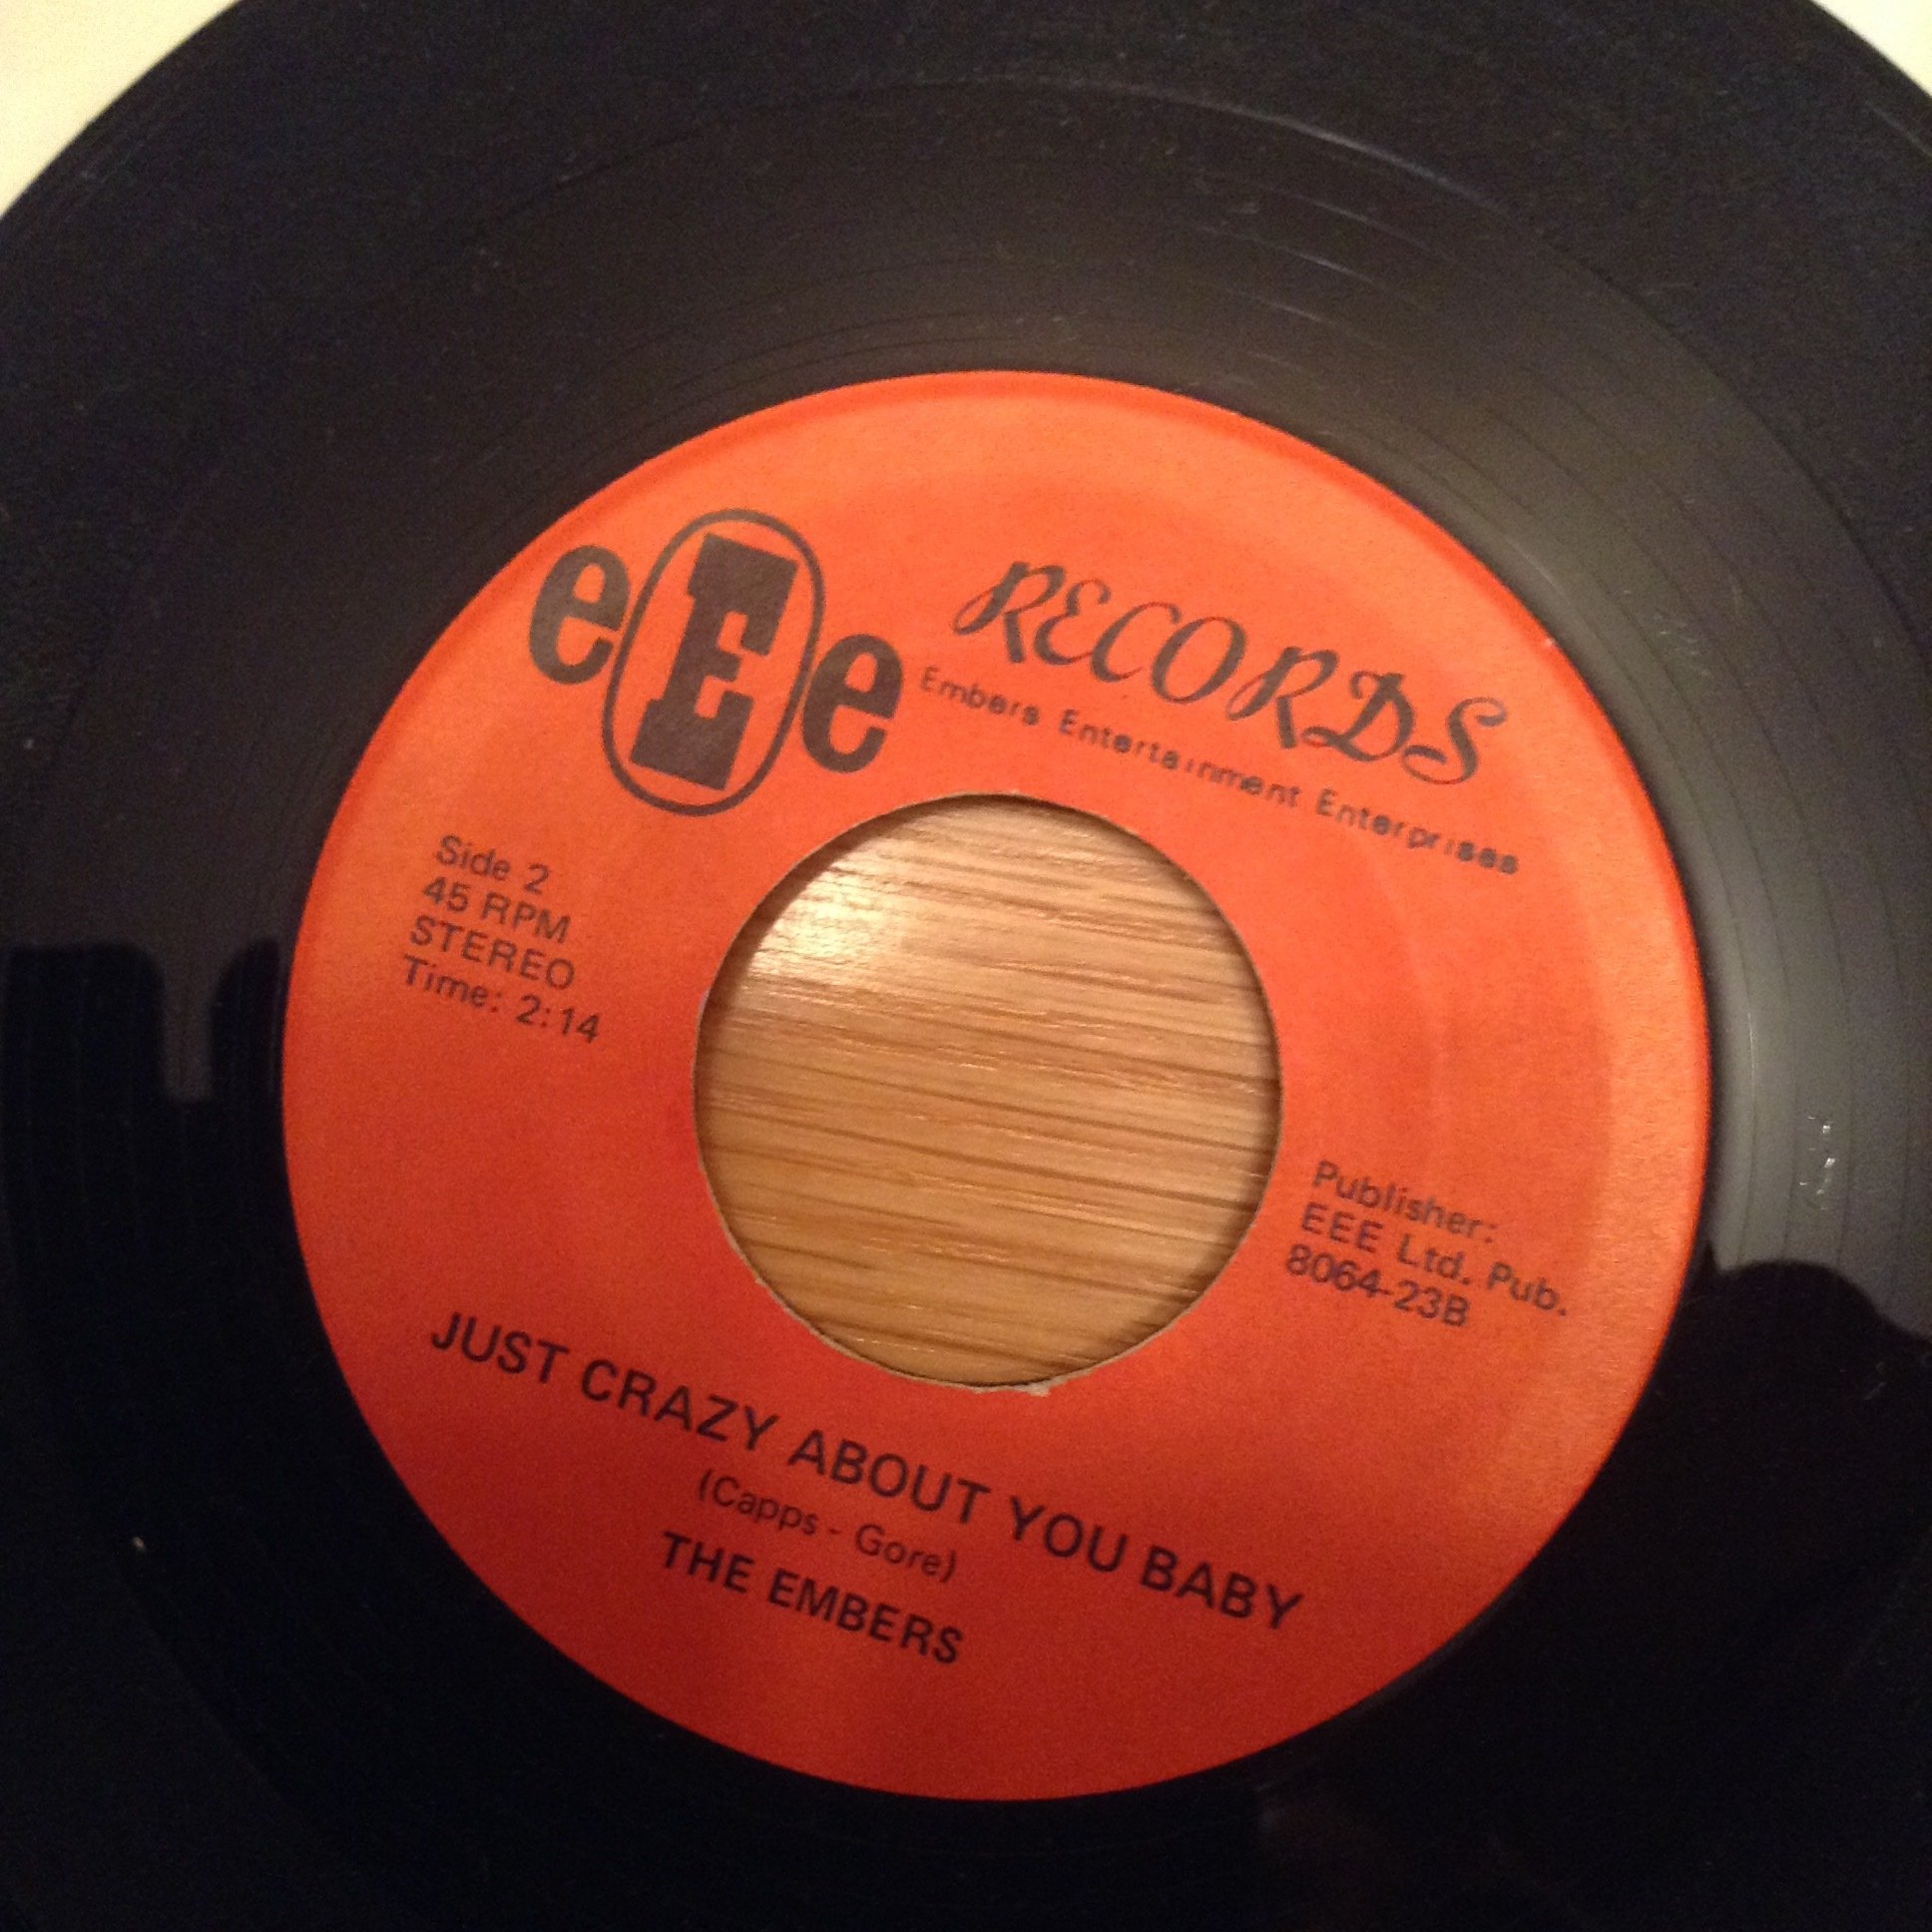 eEe RECORDS
Embers Entertainment Enterprises
Side 2
45 RPM
STEREO
Time: 2:14
Publisher:
EEE Ltd. Pub.
8064-23B
JUST CRAZY ABOUT YOU BABY
(Capps - Gore)
THE EMBERS